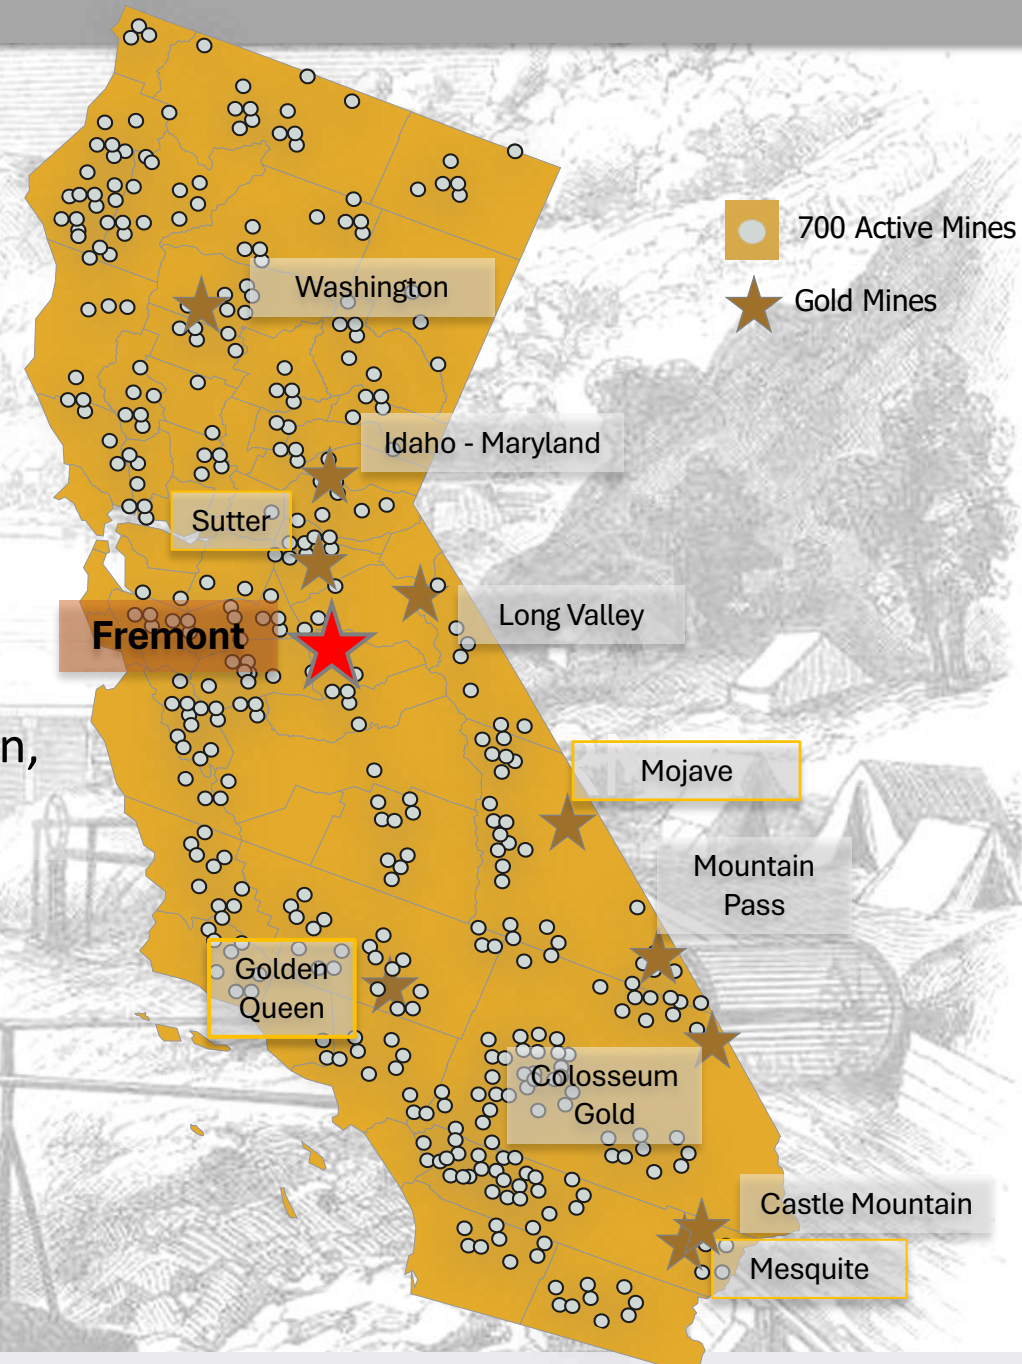 700 Active Mines
Gold Mines
Washington
Idaho - Maryland
Sutter
Long Valley
Fremont
n,
Mojave
Mountain
Pass
Golden
Queen
Colosseum
Gold
Castle Mountain
Mesquite